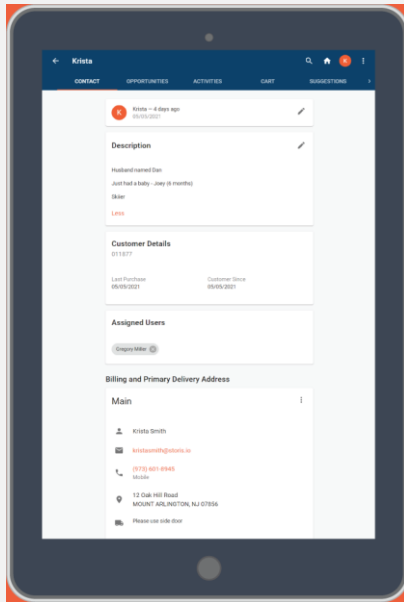 Krista
K
CONTACT
OPPORTUNITIES
ACTIVITIES
CART
SUGGESTIONS
K
Krista — 4 days ago
05/05/2021
Description
Husband named Dan
Just had a baby - Joey (6 months)
Skier
Less
Customer Details
011877
Last Purchase
05/05/2021
Customer Since
05/05/2021
Assigned Users
Gregory Miller
Billing and Primary Delivery Address
Main
Krista Smith
kristasmith@storis.io
(973) 601-8945
Mobile
12 Oak Hill Road
MOUNT ARLINGTON, NJ 07856
Please use side door